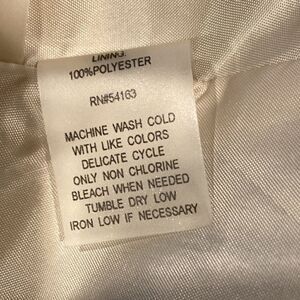 LINING:
100%POLYESTER
RN#54163
MACHINE WASH COLD
WITH LIKE COLORS
DELICATE CYCLE
ONLY NON CHLORINE
BLEACH WHEN NEEDED
TUMBLE DRY LOW
IRON LOW IF NECESSARY